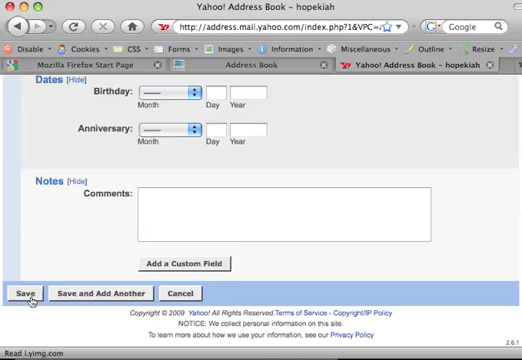 Yahoo! Address Book - hopekiah
http://address.mail.yahoo.com/index.php?1&VPC=
Google
Disable Cookies CSS Forms Images Information Miscellaneous Outline Resize
Mozilla Firefox Start Page Address Book Yahoo! Address Book - hopekiah
Dates [Hide]
Birthday: ------
Month Day Year
Anniversary: ------
Month Day Year
Notes [Hide]
Comments:
Add a Custom Field
Save Save and Add Another Cancel
Copyright © 2009 Yahoo! All Rights Reserved.Terms of Service - Copyright/IP Policy
NOTICE: We collect personal information on this site.
To learn more about how we use your information, see our Privacy Policy
2.6.1
Read l.yimg.com